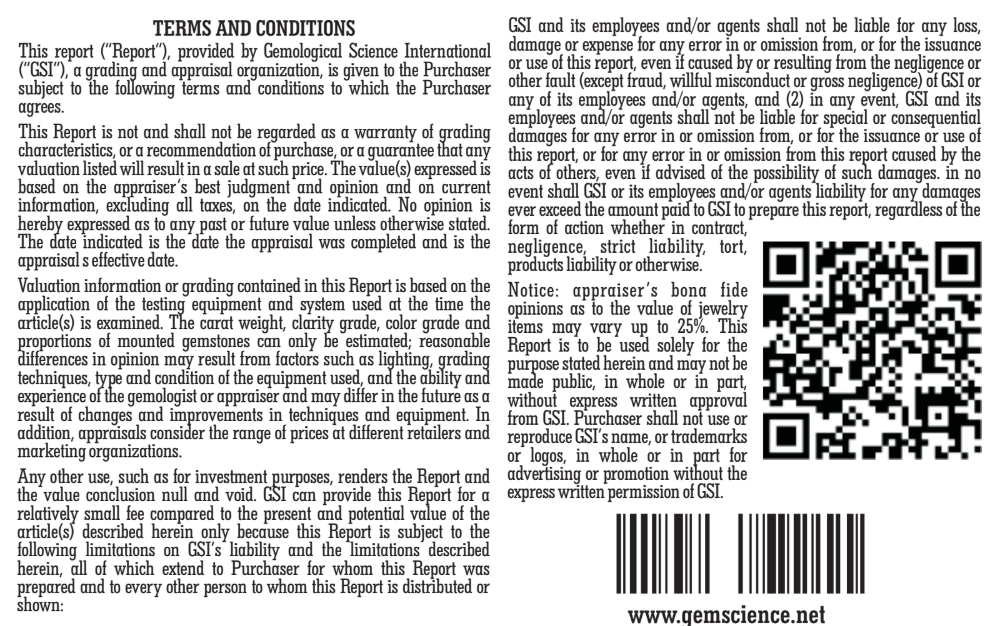 TERMS AND CONDITIONS
This report ("Report"), provided by Gemological Science International
("GSI"), a grading and appraisal organization, is given to the Purchaser
subject to the following terms and conditions to which the Purchaser
agrees.
This Report is not and shall not be regarded as a warranty of grading
characteristics, or a recommendation of purchase, or a guarantee that any
valuation listed will result in a sale at such price. The value(s) expressed is
based on the appraiser's best judgment and opinion and on current
information, excluding all taxes, on the date indicated. No opinion is
hereby expressed as to any past or future value unless otherwise stated.
The date indicated is the date the appraisal was completed and is the
appraisal s effective date.
Valuation information or grading contained in this Report is based on the
application of the testing equipment and system used at the time the
article(s) is examined. The carat weight, clarity grade, color grade and
proportions of mounted gemstones can only be estimated; reasonable
differences in opinion may result from factors such as lighting, grading
techniques, type and condition of the equipment used, and the ability and
experience of the gemologist or appraiser and may differ in the future as a
result of changes and improvements in techniques and equipment. In
addition, appraisals consider the range of prices at different retailers and
marketing organizations.
Any other use, such as for investment purposes, renders the Report and
the value conclusion null and void. GSI can provide this Report for a
relatively small fee compared to the present and potential value of the
article(s) described herein only because this Report is subject to the
following limitations on GSI's liability and the limitations described
herein, all of which extend to Purchaser for whom this Report was
prepared and to every other person to whom this Report is distributed or
shown:
GSI and its employees and/or agents shall not be liable for any loss,
damage or expense for any error in or omission from, or for the issuance
or use of this report, even if caused by or resulting from the negligence or
other fault (except fraud, willful misconduct or gross negligence) of GSI or
any of its employees and/or agents, and (2) in any event, GSI and its
employees and/or agents shall not be liable for special or consequential
damages for any error in or omission from, or for the issuance or use of
this report, or for any error in or omission from this report caused by the
acts of others, even if advised of the possibility of such damages. in no
event shall GSI or its employees and/or agents liability for any damages
ever exceed the amount paid to GSI to prepare this report, regardless of the
form of action whether in contract,
negligence, strict liability, tort,
products liability or otherwise.
Notice: appraiser's bona fide
opinions as to the value of jewelry
items may vary up to 25%. This
Report is to be used solely for the
purpose stated herein and may not be
made public, in whole or in part,
without express written approval
from GSI. Purchaser shall not use or
reproduce GSI's name, or trademarks
or logos, in whole or in part for
advertising or promotion without the
express written permission of GSI.
www.gemscience.net